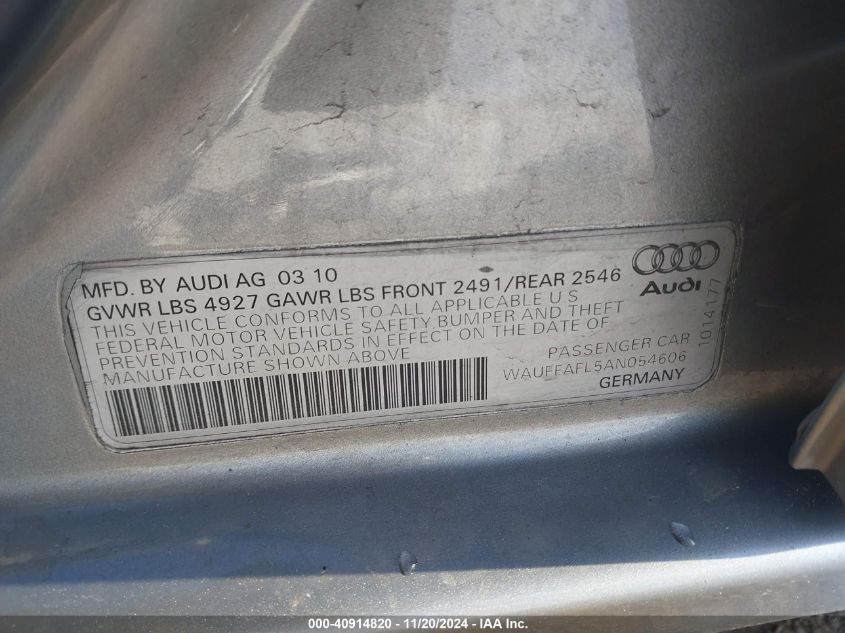 MFD. BY AUDI AG 03 10
GVWR LBS 4927 GAWR LBS FRONT 2491/REAR 2546
THIS VEHICLE CONFORMS TO ALL APPLICABLE U S
FEDERAL MOTOR VEHICLE SAFETY, BUMPER AND THEFT
PREVENTION STANDARDS IN EFFECT ON THE DATE OF
MANUFACTURE SHOWN ABOVE
Audi
1014177
PASSENGER CAR
WAUFFAFL5AN054606
GERMANY
000-40914820 - 11/20/2024 - IAA Inc.